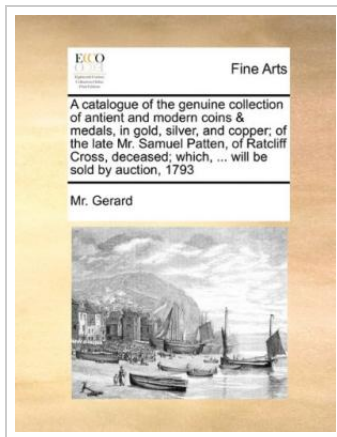 ECCO
Fine Arts
A catalogue of the genuine collection
of antient and modern coins &
medals, in gold, silver, and copper; of
the late Mr. Samuel Patten, of Ratcliff
Cross, deceased; which, ... will be
sold by auction, 1793
Mr. Gerard